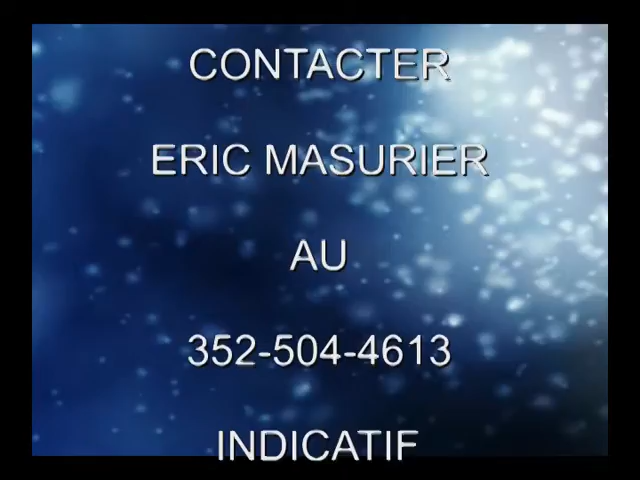 CONTACTER
ERIC MASURIER
AU
352-504-4613
INDICATIF